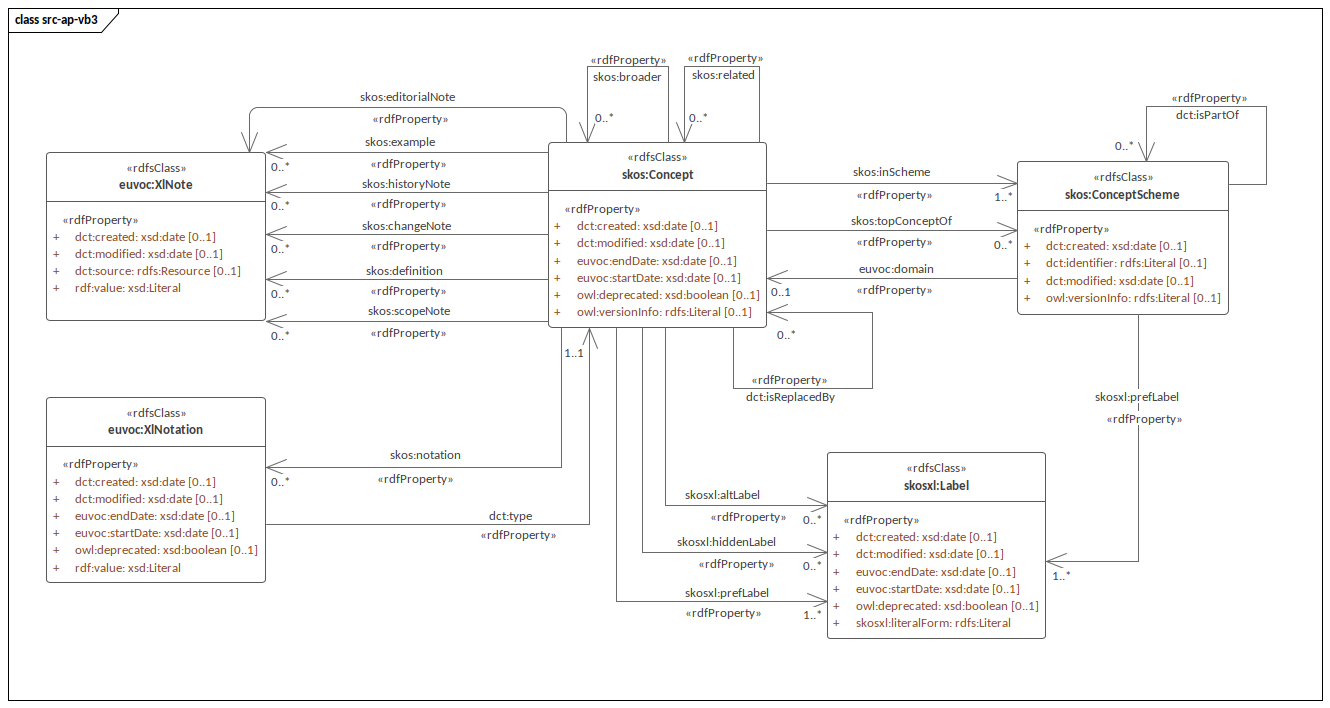 class src-ap-vb3
«rdfProperty»
skos:broader
0..*
«rdfProperty»
skos:related
0..*
«rdfProperty»
dct:isPartOf
0..*
skos:editorialNote
«rdfProperty»
skos:example
«rdfProperty»
0..*
skos:historyNote
«rdfProperty»
0..*
skos:changeNote
«rdfProperty»
0..*
skos:definition
«rdfProperty»
0..*
skos:scopeNote
«rdfProperty»
0..*
«rdfsClass»
euvoc:XlNote
«rdfProperty»
+ dct:created: xsd:date [0..1]
+ dct:modified: xsd:date [0..1]
+ dct:source: rdfs:Resource [0..1]
+ rdf:value: xsd:Literal
«rdfsClass»
skos:Concept
«rdfProperty»
+ dct:created: xsd:date [0..1]
+ dct:modified: xsd:date [0..1]
+ euvoc:endDate: xsd:date [0..1]
+ euvoc:startDate: xsd:date [0..1]
+ owl:deprecated: xsd:boolean [0..1]
+ owl:versionInfo: rdfs:Literal [0..1]
skos:inScheme
«rdfProperty»
1..*
skos:topConceptOf
«rdfProperty»
0..*
euvoc:domain
«rdfProperty»
0..1
«rdfsClass»
skos:ConceptScheme
«rdfProperty»
+ dct:created: xsd:date [0..1]
+ dct:identifier: rdfs:Literal [0..1]
+ dct:modified: xsd:date [0..1]
+ owl:versionInfo: rdfs:Literal [0..1]
0..*
«rdfProperty»
dct:isReplacedBy
1..1
skosxl:prefLabel
«rdfProperty»
1..*
«rdfsClass»
euvoc:XlNotation
«rdfProperty»
+ dct:created: xsd:date [0..1]
+ dct:modified: xsd:date [0..1]
+ euvoc:endDate: xsd:date [0..1]
+ euvoc:startDate: xsd:date [0..1]
+ owl:deprecated: xsd:boolean [0..1]
+ rdf:value: xsd:Literal
skos:notation
«rdfProperty»
0..*
dct:type
«rdfProperty»
skosxl:altLabel
«rdfProperty»
0..*
skosxl:hiddenLabel
«rdfProperty»
0..*
skosxl:prefLabel
«rdfProperty»
1..*
«rdfsClass»
skosxl:Label
«rdfProperty»
+ dct:created: xsd:date [0..1]
+ dct:modified: xsd:date [0..1]
+ euvoc:endDate: xsd:date [0..1]
+ euvoc:startDate: xsd:date [0..1]
+ owl:deprecated: xsd:boolean [0..1]
+ skosxl:literalForm: rdfs:Literal